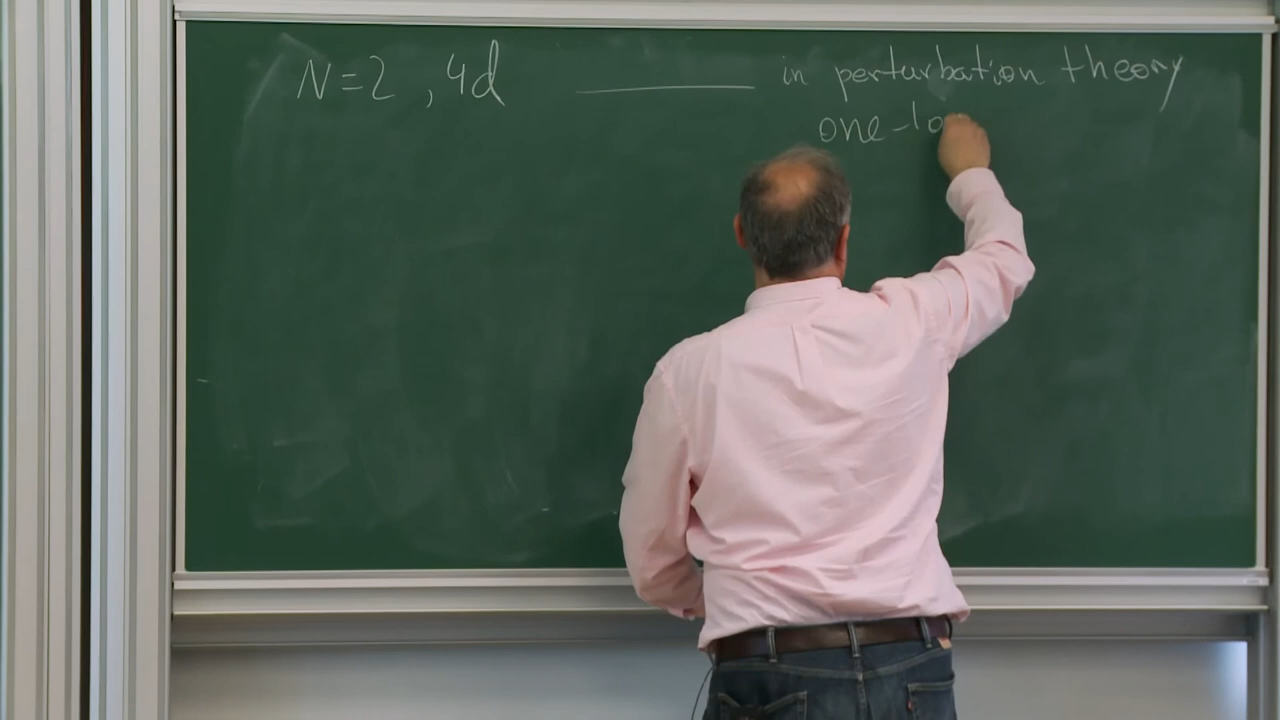 N=2, 4d ——— in perturbation theory
one-lo